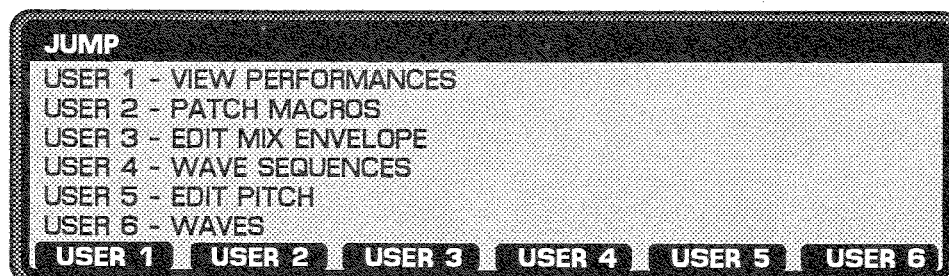 JUMP
USER 1 - VIEW PERFORMANCES
USER 2 - PATCH MACROS
USER 3 - EDIT MIX ENVELOPE
USER 4 - WAVE SEQUENCES
USER 5 - EDIT PITCH
USER 6 - WAVES
USER 1 USER 2 USER 3 USER 4 USER 5 USER 6